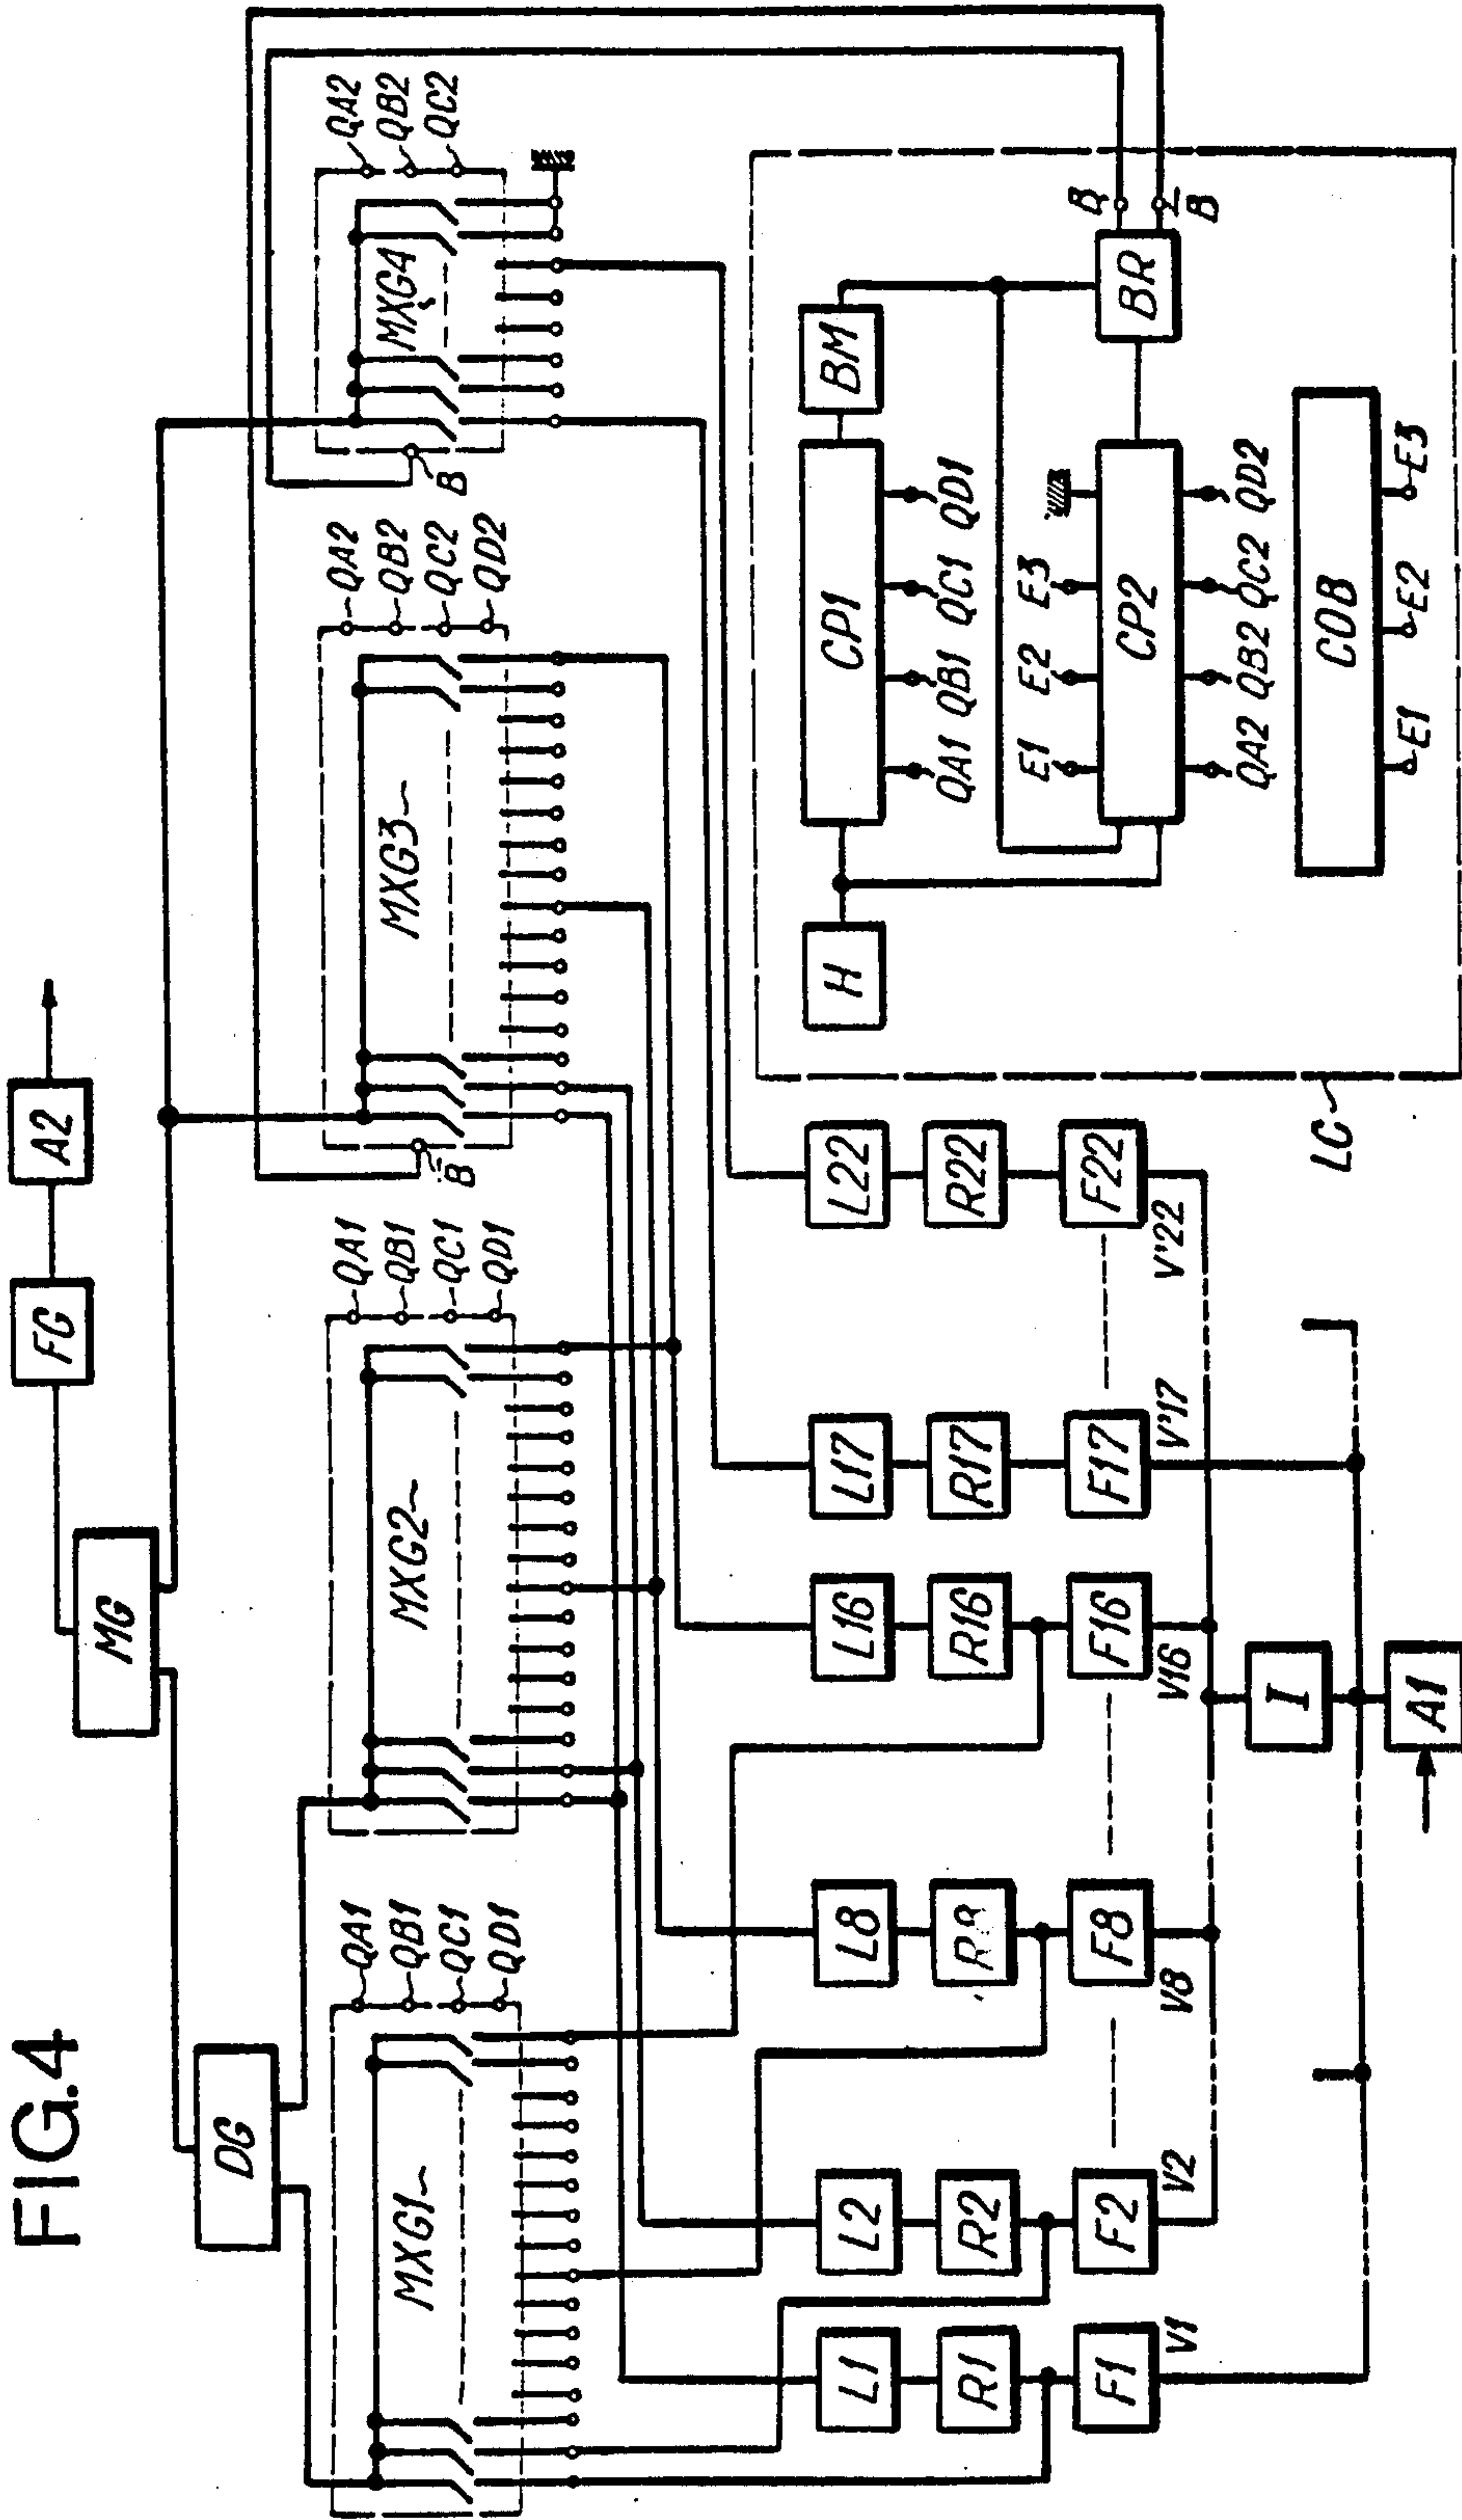 FIG.4
A2
FG
MG
DG
QA1
QB1
QC1
QD1
MXG1
QA1
QB1
QC1
QD1
MXG2
QA2
QB2
QC2
QD2
MXG3
B̅
QA2
QB2
QC2
MXG4
B
L1
L2
L8
L16
L17
L22
R1
R2
R8
R16
R17
R22
F1
F2
F8
F16
F17
F22
V1
V2
V8
V16
V'17
V'22
I
A1
LC
H
CP1
BM
QA1 QB1 QC1 QD1
E1 E2 E3
CP2
BR
B
B̅
QA2 QB2 QC2 QD2
COB
E1 E2 E3